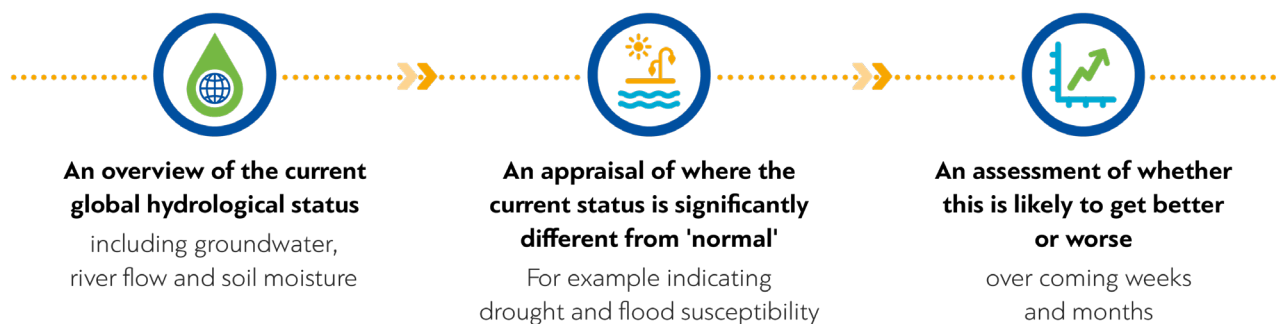 An overview of the current
global hydrological status
including groundwater,
river flow and soil moisture
An appraisal of where the
current status is significantly
different from 'normal'
For example indicating
drought and flood susceptibility
An assessment of whether
this is likely to get better
or worse
over coming weeks
and months